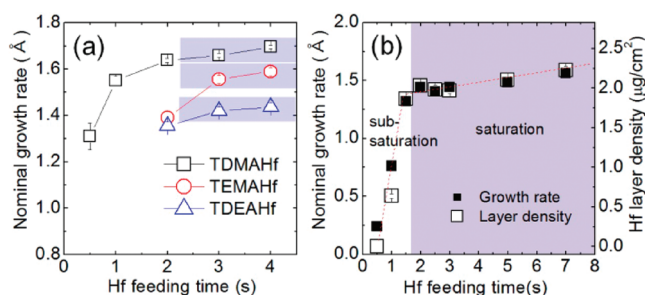 (a)
Nominal growth rate ( Å )
1.8
1.6
1.4
1.2
1.0
0.8
TDMAHf
TEMAHf
TDEAHf
0 1 2 3 4
Hf feeding time (s)
(b)
Nominal growth rate ( Å )
2.0
1.5
1.0
0.5
0.0
sub-
saturation
saturation
Growth rate
Layer density
0 1 2 3 4 5 6 7 8
Hf feeding time(s)
2.5
2.0
1.5
1.0
0.5
0.0
Hf layer density (μg/cm²)